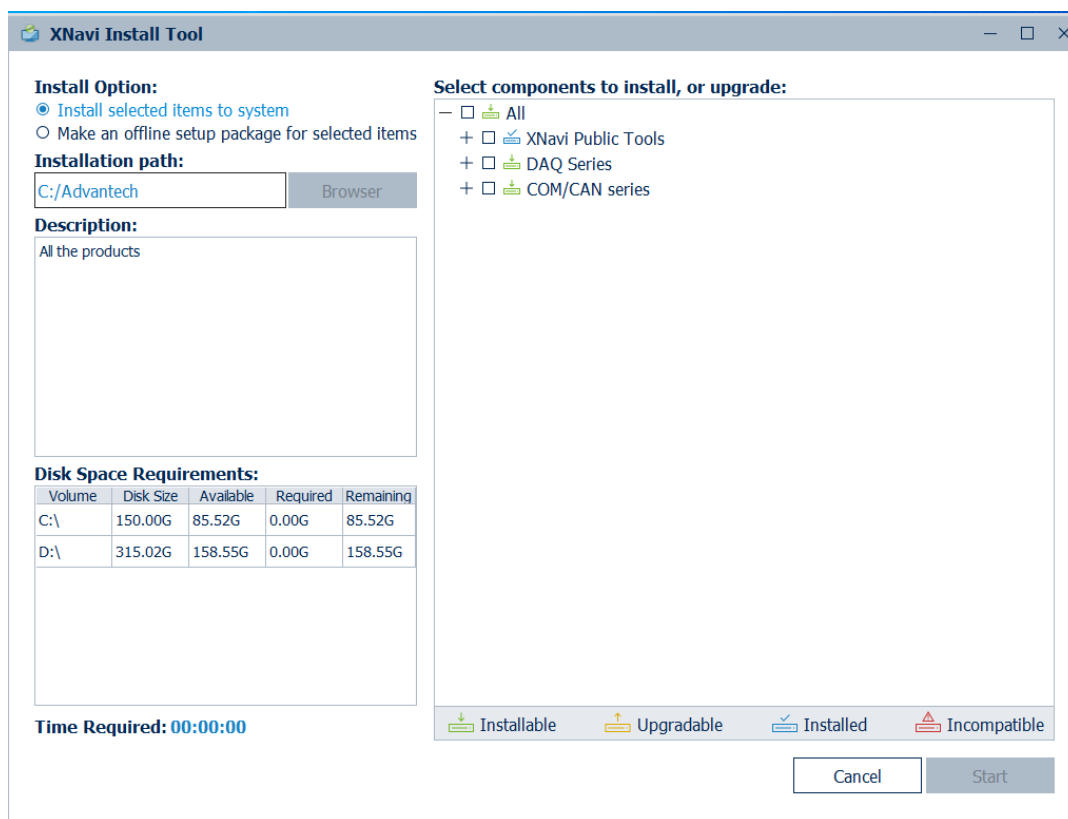 XNavi Install Tool
Install Option:
Install selected items to system
Make an offline setup package for selected items
Installation path:
C:/Advantech
Browser
Description:
All the products
Disk Space Requirements:
Volume Disk Size Available Required Remaining
C:\ 150.00G 85.52G 0.00G 85.52G
D:\ 315.02G 158.55G 0.00G 158.55G
Time Required: 00:00:00
Select components to install, or upgrade:
All
XNavi Public Tools
DAQ Series
COM/CAN series
Installable Upgradable Installed Incompatible
Cancel Start